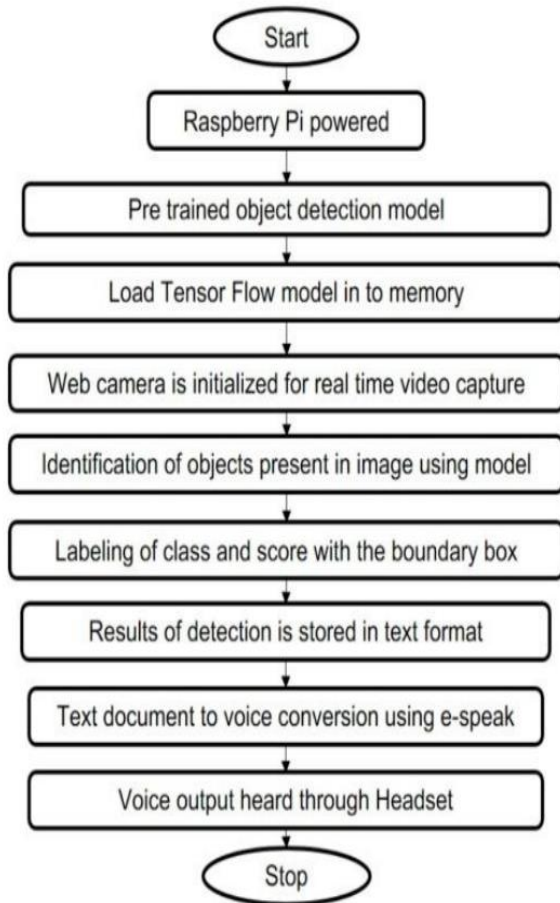 Start
Raspberry Pi powered
Pre trained object detection model
Load Tensor Flow model in to memory
Web camera is initialized for real time video capture
Identification of objects present in image using model
Labeling of class and score with the boundary box
Results of detection is stored in text format
Text document to voice conversion using e-speak
Voice output heard through Headset
Stop